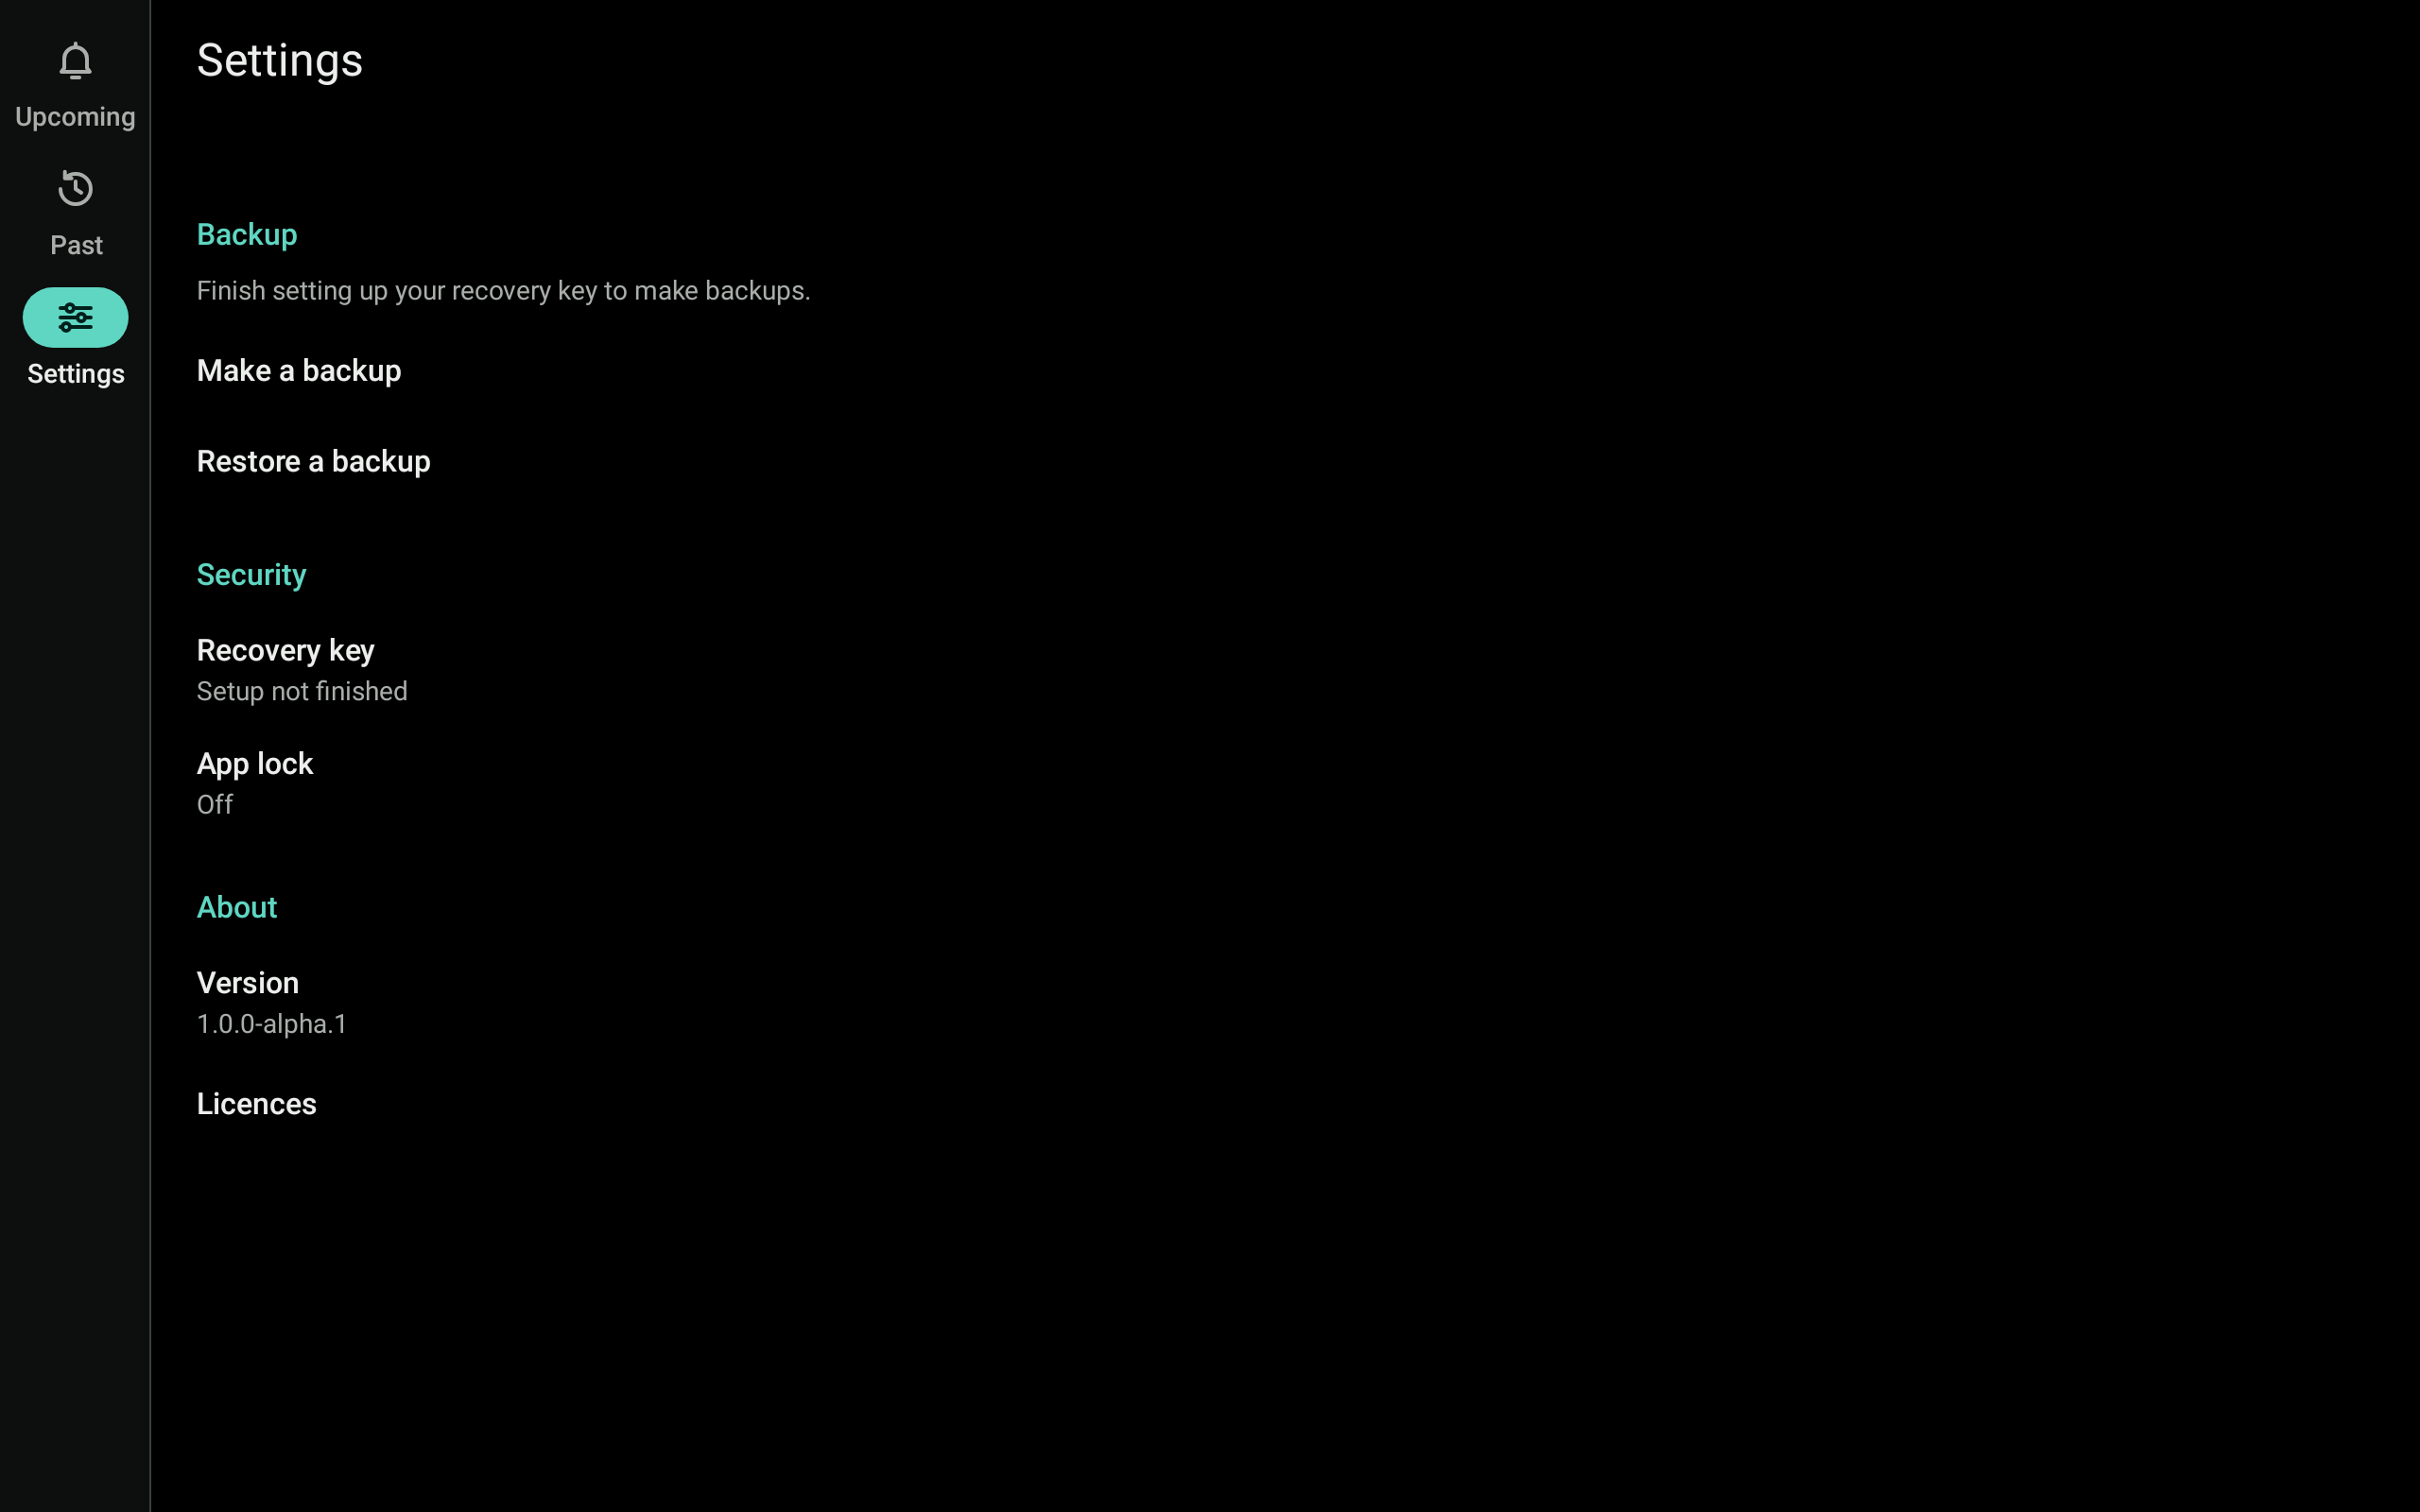 Settings
Upcoming
Past
Settings
Backup
Finish setting up your recovery key to make backups.
Make a backup
Restore a backup
Security
Recovery key
Setup not finished
App lock
Off
About
Version
1.0.0-alpha.1
Licences